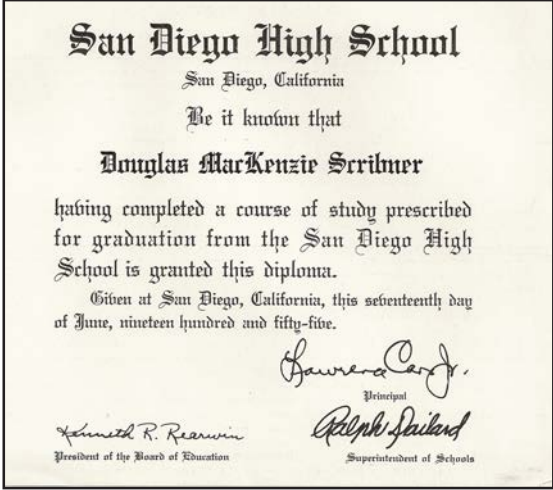 San Diego High School
San Diego, California
Be it known that
Douglas MacKenzie Scribner
having completed a course of study prescribed
for graduation from the San Diego High
School is granted this diploma.
Given at San Diego, California, this seventeenth day
of June, nineteen hundred and fifty-five.
Lawrence Carr Jr.
Principal
Kenneth R. Rearwin
Ralph Dailard
President of the Board of Education
Superintendent of Schools